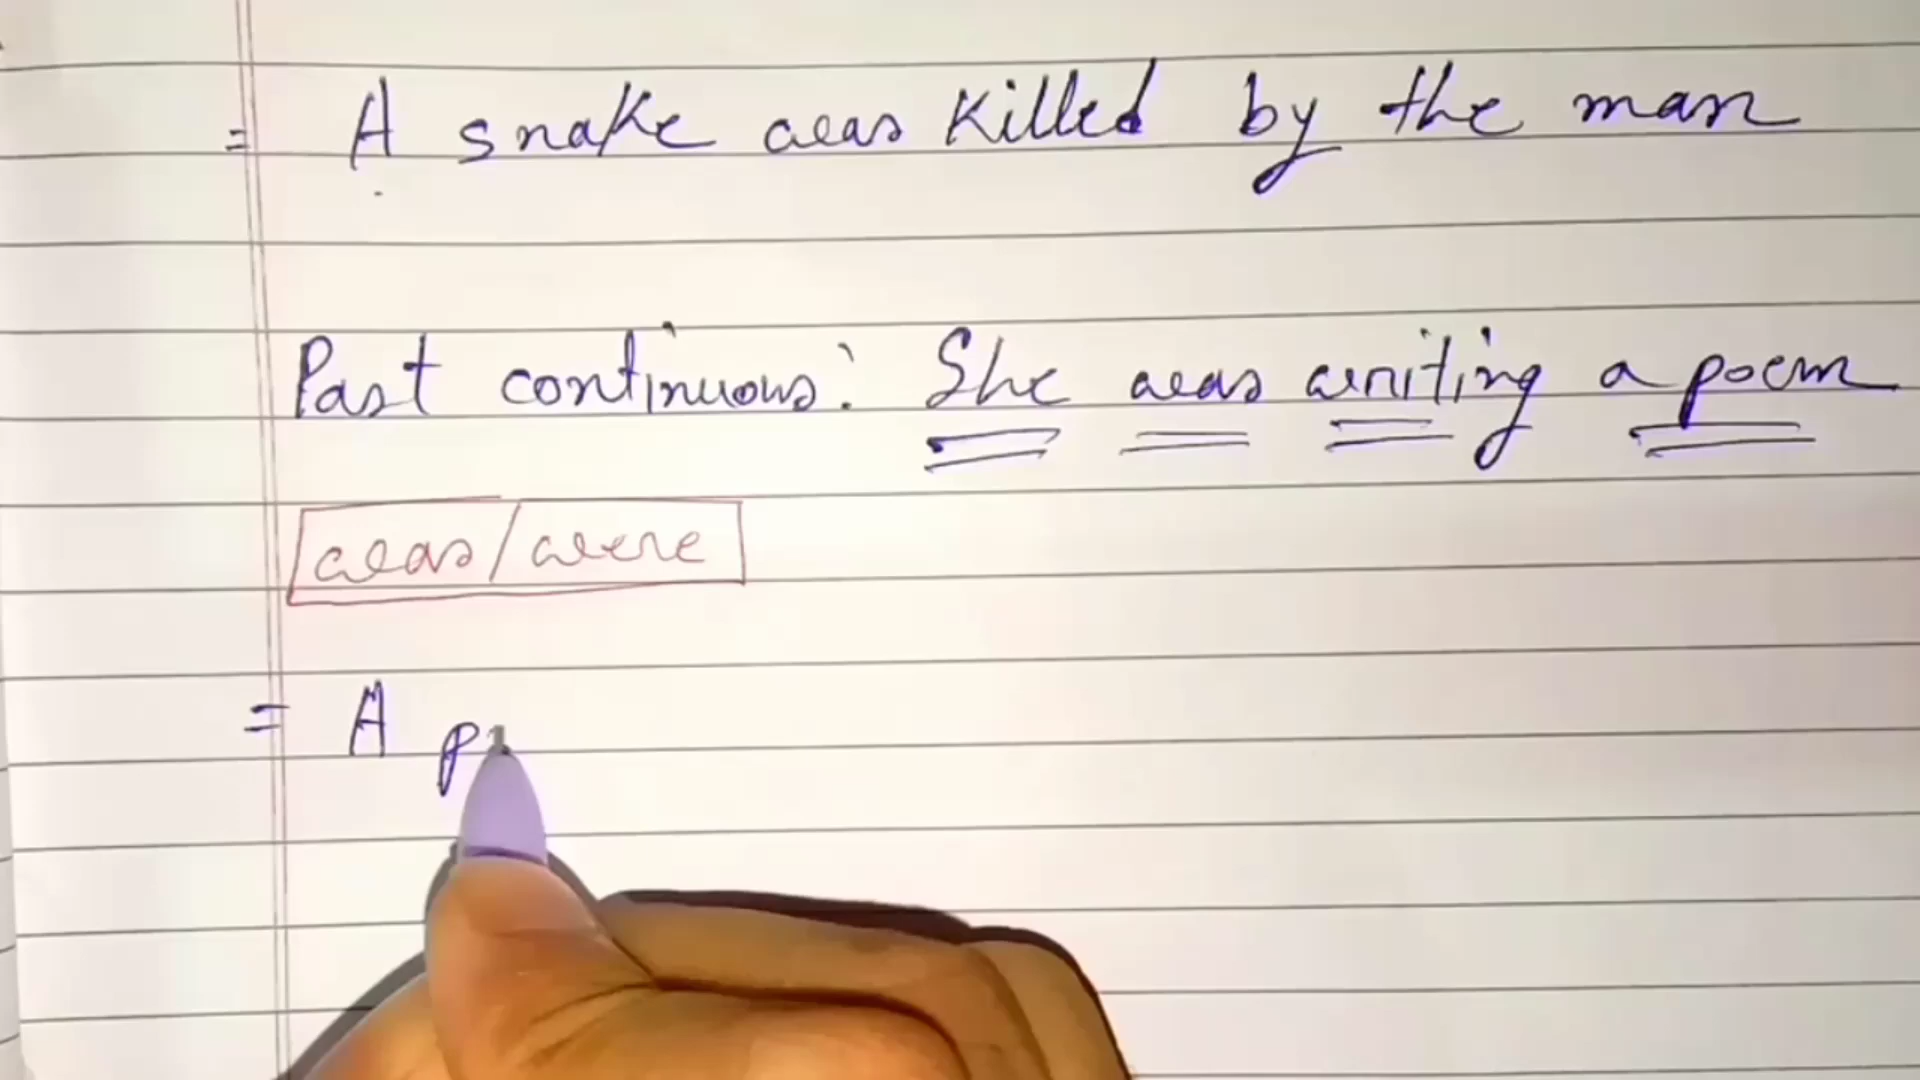 = A snake was killed by the man
Past continuous: She was writing a poem
was/were
= A p